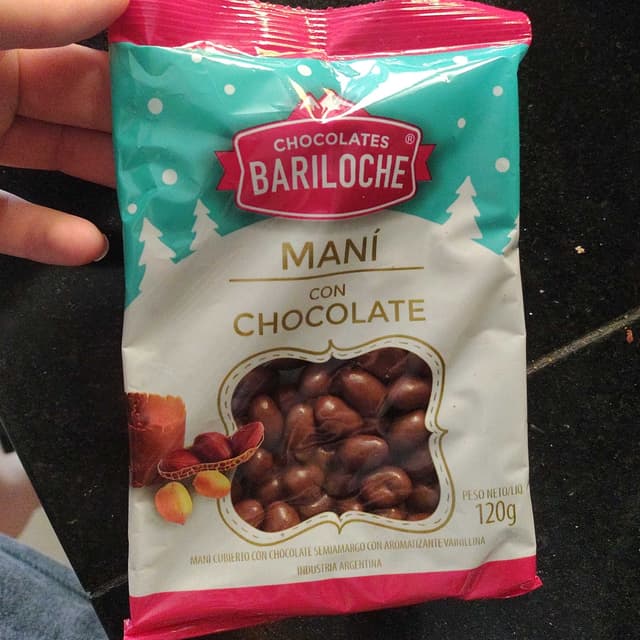 CHOCOLATES ®
BARILOCHE
MANÍ
CON
CHOCOLATE
PESO NETO/LIQ
120g
MANI CUBIERTO CON CHOCOLATE SEMIAMARGO CON AROMATIZANTE VAINILLINA
INDUSTRIA ARGENTINA